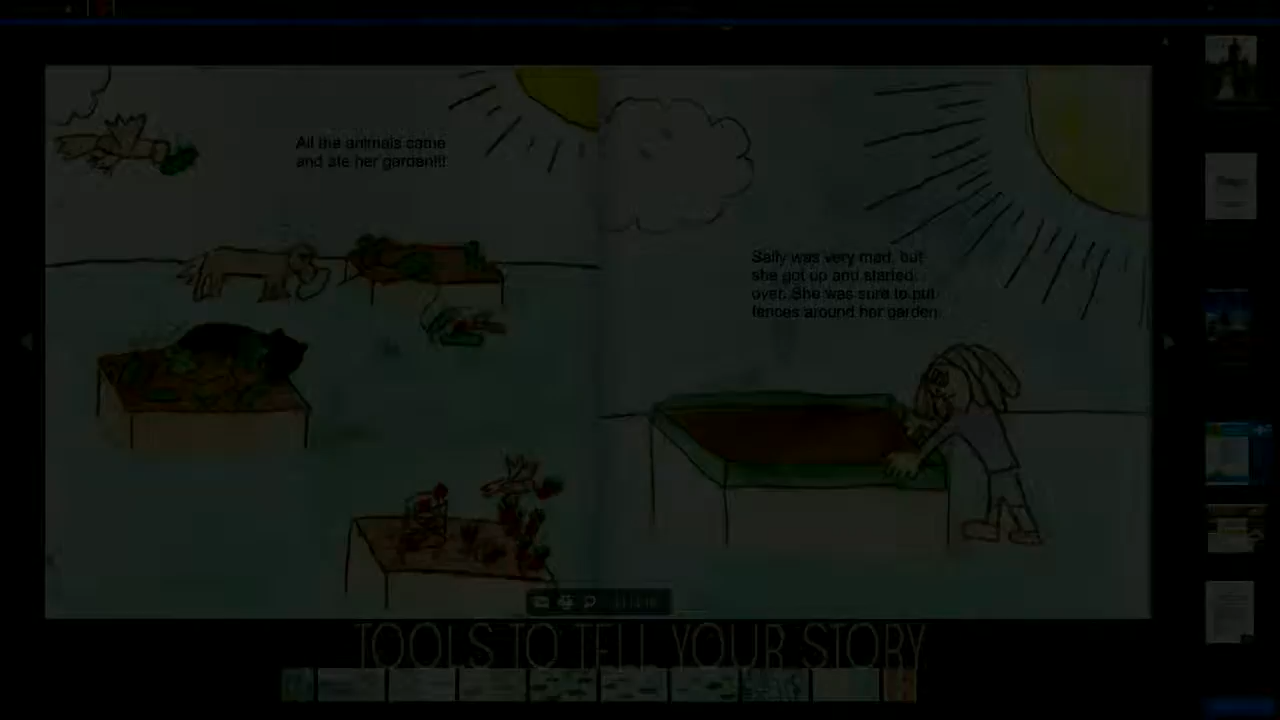 All the animals came
and ate her garden!!!
Sally was very mad, but
she got up and started
over. She was sure to put
fences around her garden.
TOOLS TO TELL YOUR STORY